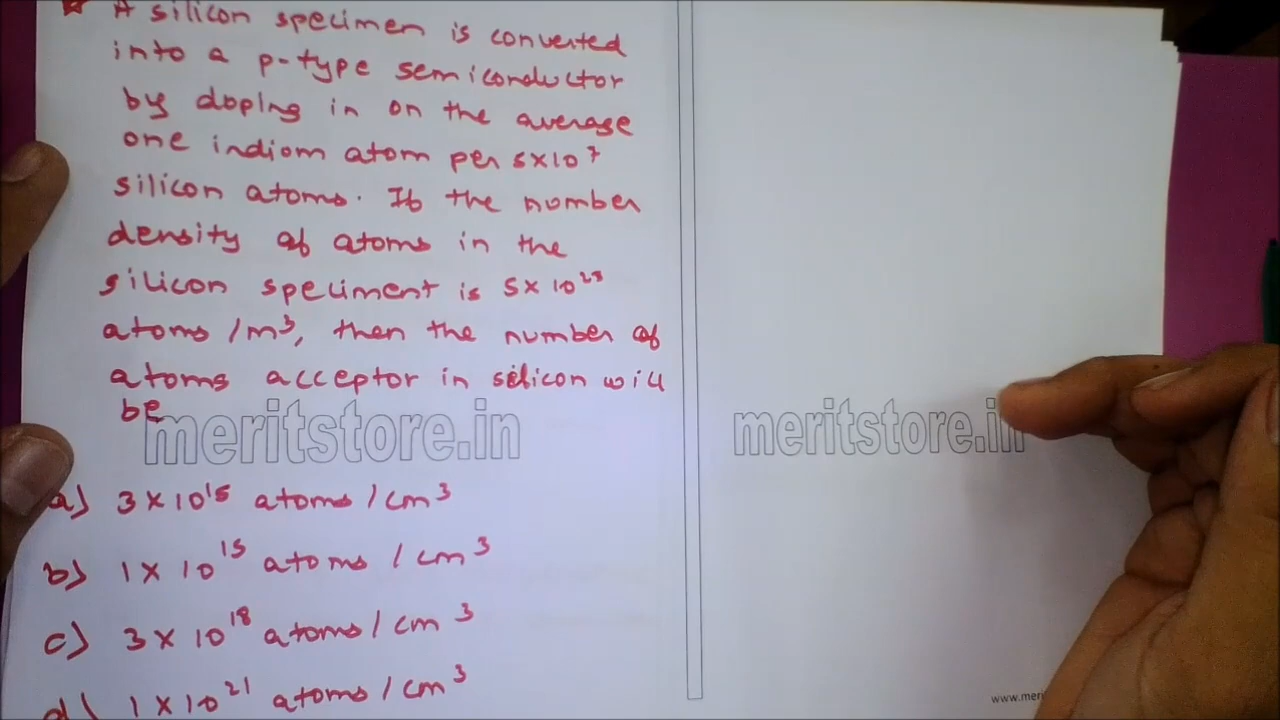 A silicon specimen is converted
into a p-type semiconductor
by doping in on the average
one indiom atom per 5x10⁷
silicon atoms. If the number
density of atoms in the
silicon speciment is 5x10²⁸
atoms/m³, then the number of
atoms acceptor in silicon will
be
meritstore.in
meritstore.in
a) 3x10¹⁵ atoms/cm³
b) 1x10¹⁵ atoms/cm³
c) 3x10¹⁸ atoms/cm³
d) 1x10²¹ atoms/cm³